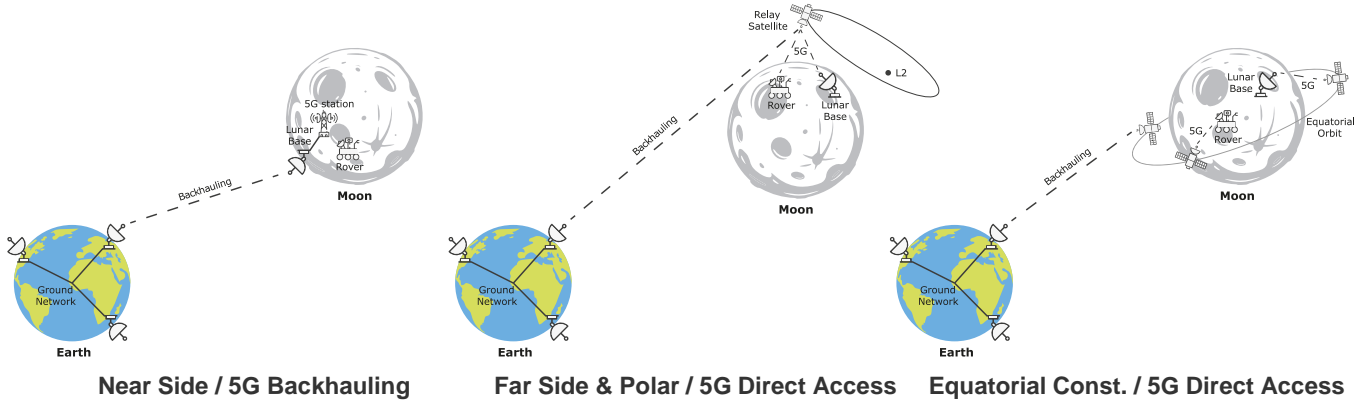 5G station
Lunar
Base
Rover
Backhauling
Moon
Ground
Network
Earth
Near Side / 5G Backhauling
Relay
Satellite
5G
L2
Rover
Lunar
Base
Backhauling
Moon
Ground
Network
Earth
Far Side & Polar / 5G Direct Access
Lunar
Base
5G
Equatorial
Orbit
5G
Rover
Backhauling
Moon
Ground
Network
Earth
Equatorial Const. / 5G Direct Access